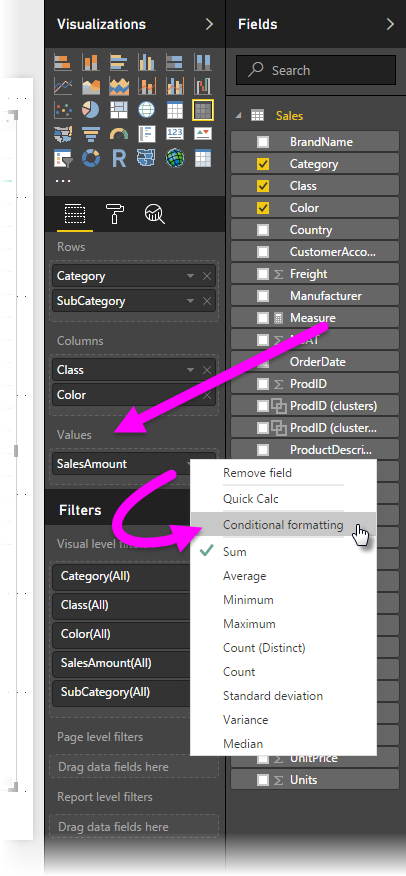 Visualizations
Fields
Search
Sales
BrandName
Category
Class
Color
Country
CustomerAcco...
Freight
Manufacturer
Measure
OrderDate
ProdID
ProdID (clusters)
ProdID (cluster...
ProductDescri...
UnitPrice
Units
R
123
...
Rows
Category
SubCategory
Columns
Class
Color
Values
SalesAmount
Remove field
Quick Calc
Conditional formatting
Sum
Average
Minimum
Maximum
Count (Distinct)
Count
Standard deviation
Variance
Median
Filters
Visual level filters
Category(All)
Class(All)
Color(All)
SalesAmount(All)
SubCategory(All)
Page level filters
Drag data fields here
Report level filters
Drag data fields here